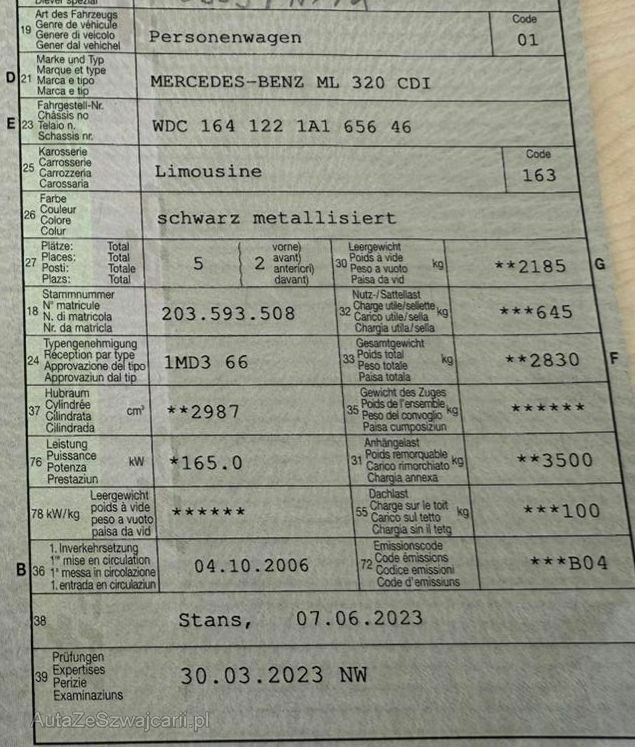 Art des Fahrzeugs
Genre de véhicule
19 Genere di veicolo Personenwagen
Gener dal vehichel
Code
01
D 21 Marke und Typ
Marque et type
Marca e tipo
Marca e tip
MERCEDES-BENZ ML 320 CDI
E 23 Fahrgestell-Nr.
Châssis no
Telaio n.
Schassis nr.
WDC 164 122 1A1 656 46
25 Karosserie
Carrosserie
Carrozzeria
Carossaria
Limousine
Code
163
26 Farbe
Couleur
Colore
Colur
schwarz metallisiert
27 Plätze: Total
Places: Total
Posti: Totale
Plazs: Total
5 ( 2 vorne)
avant)
anteriori)
davant)
30 Leergewicht
Poids à vide
Peso a vuoto kg
Paisa da vid
**2185 G
18 Stammnummer
N° matricule
N. di matricola
Nr. da matricla
203.593.508
32 Nutz-/Sattellast
Charge utile/sellette
Carico utile/sella kg
Chargia utila/sella
***645
24 Typengenehmigung
Réception par type
Approvazione del tipo
Approvaziun dal tip
1MD3 66
33 Gesamtgewicht
Poids total
Peso totale kg
Paisa totala
**2830 F
37 Hubraum
Cylindrée
Cilindrata cm³
Cilindrada
**2987
35 Gewicht des Zuges
Poids de l'ensemble
Peso del convoglio kg
Paisa cumposiziun
******
76 Leistung
Puissance
Potenza kW
Prestaziun
*165.0
31 Anhängelast
Poids remorquable
Carico rimorchiato kg
Chargia annexa
**3500
78 kW/kg Leergewicht
poids à vide
peso a vuoto
paisa da vid
******
55 Dachlast
Charge sur le toit
Carico sul tetto kg
Chargia sin il tetg
***100
B 36 1. Inverkehrsetzung
1re mise en circulation
1a messa in circolazione
1. entrada en circulaziun
04.10.2006
72 Emissionscode
Code émissions
Codice emissioni
Code d'emissiuns
***B04
38 Stans, 07.06.2023
39 Prüfungen
Expertises
Perizie
Examinaziuns
30.03.2023 NW
AutaZeSzwajcarii.pl